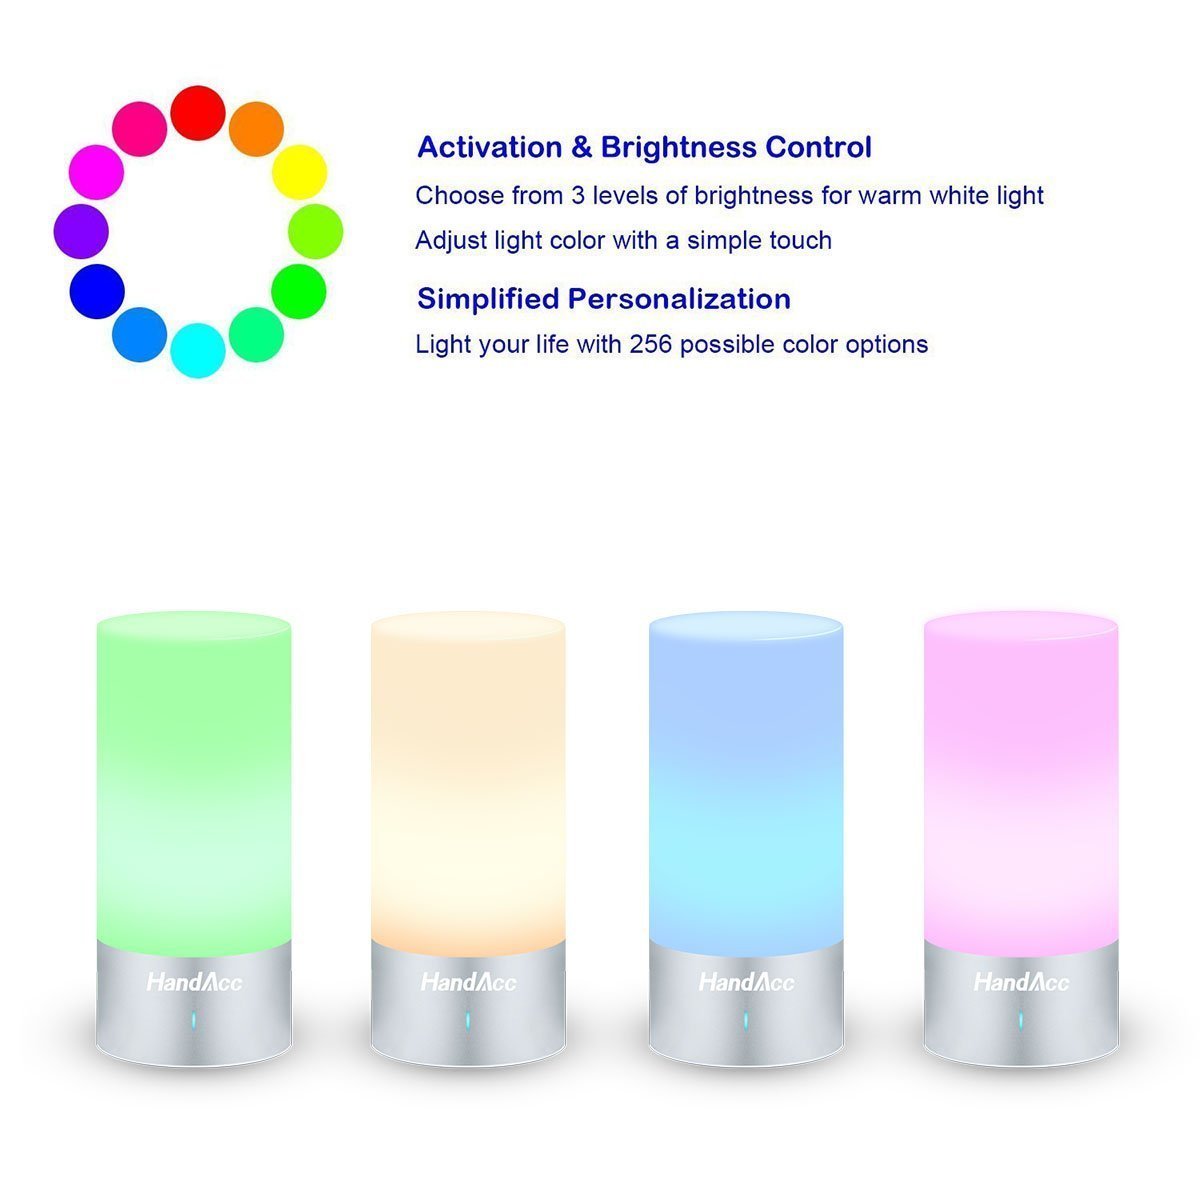 Activation & Brightness Control
Choose from 3 levels of brightness for warm white light
Adjust light color with a simple touch
Simplified Personalization
Light your life with 256 possible color options
HandAcc
HandAcc
HandAcc
HandAcc